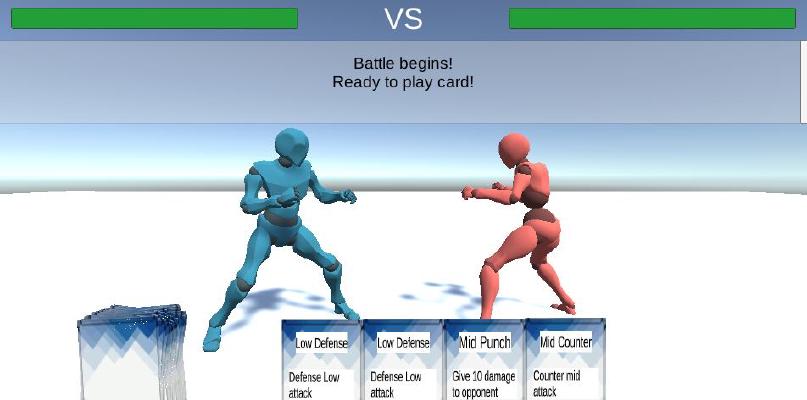 VS
Battle begins!
Ready to play card!
Low Defense
Defense Low
attack
Low Defense
Defense Low
attack
Mid Punch
Give 10 damage
to opponent
Mid Counter
Counter mid
attack